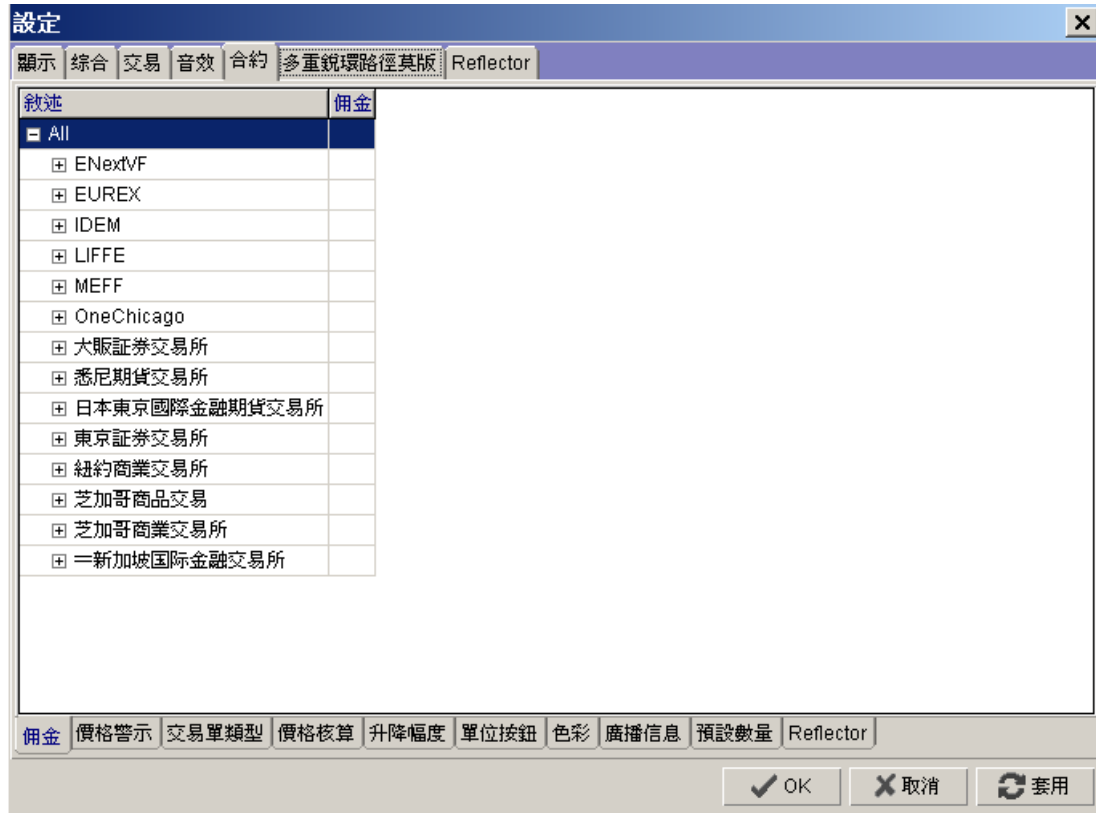 設定
顯示 综合 交易 音效 合約 多重銳環路徑莫版 Reflector
敘述 佣金
All
ENextVF
EUREX
IDEM
LIFFE
MEFF
OneChicago
大販証券交易所
悉尼期貨交易所
日本東京國際金融期貨交易所
東京証券交易所
紐約商業交易所
芝加哥商品交易
芝加哥商業交易所
＝新加坡国际金融交易所
佣金 價格警示 交易單類型 價格核算 升降幅度 單位按鈕 色彩 廣播信息 預設數量 Reflector
OK 取消 套用